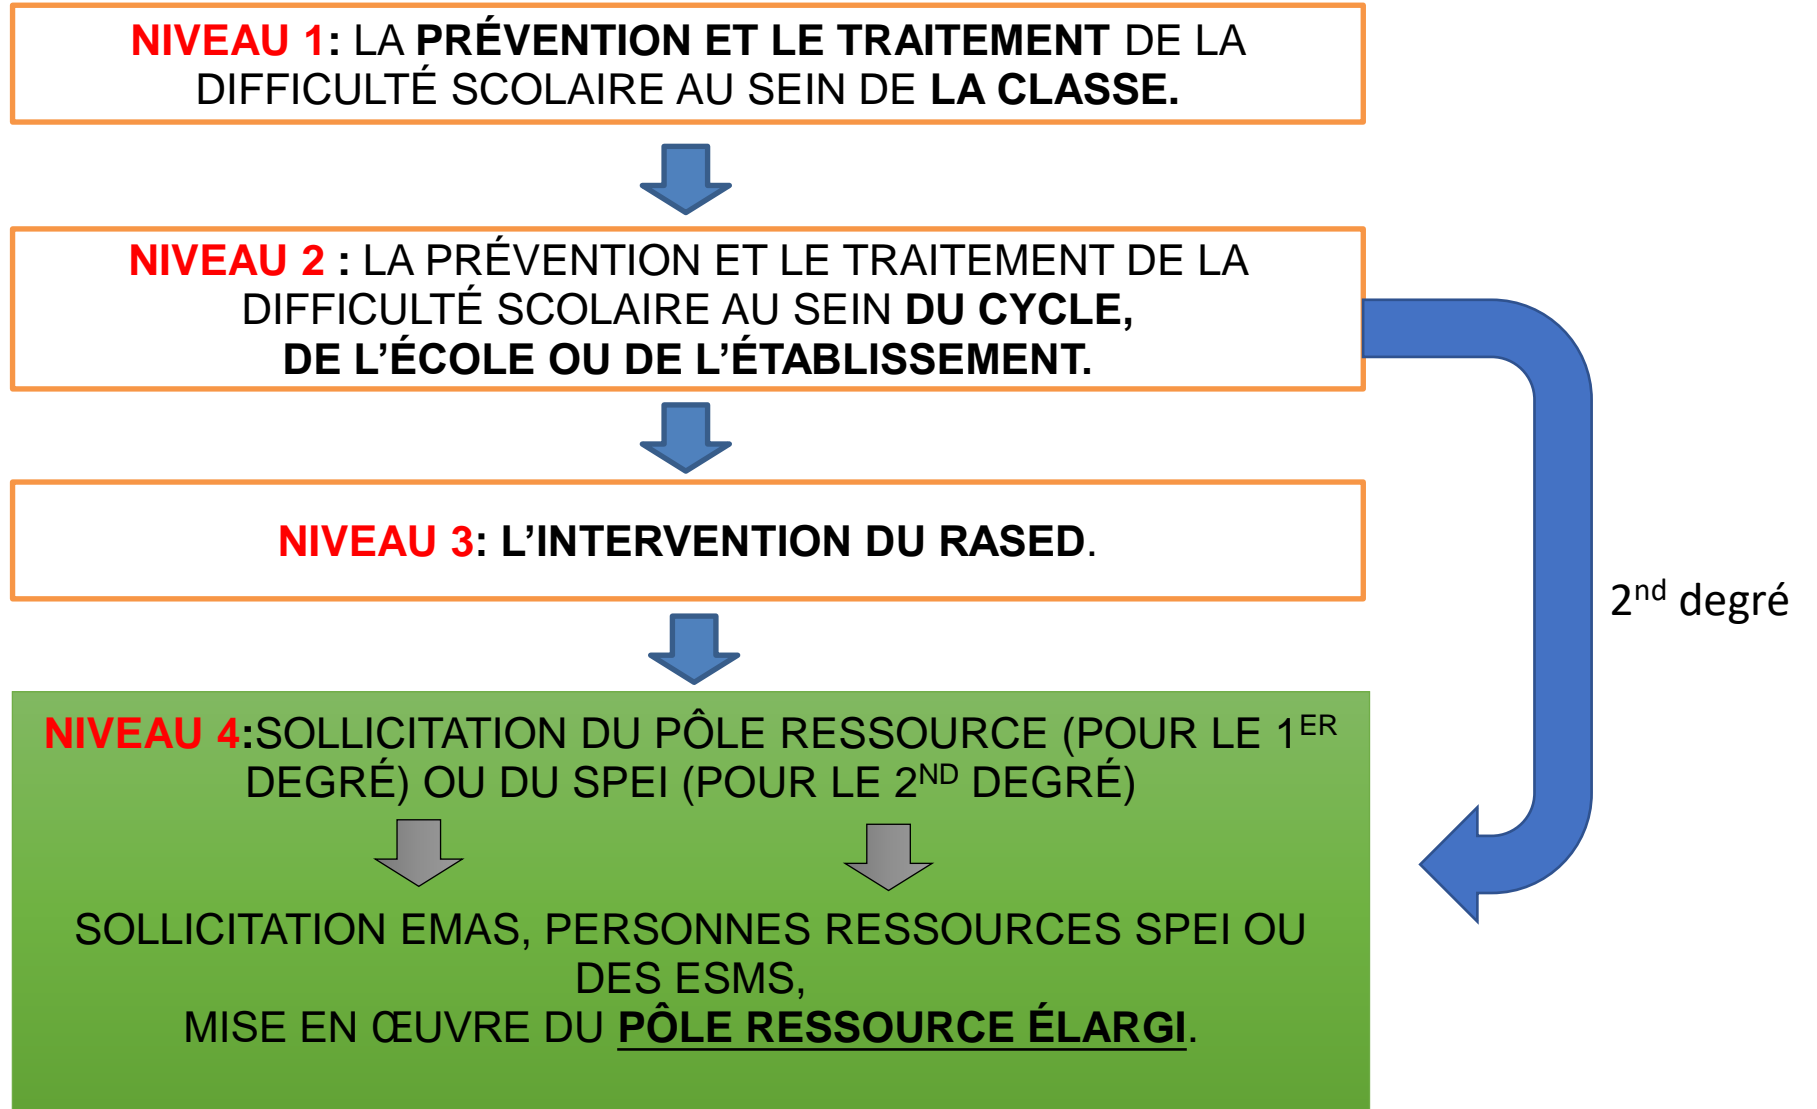 NIVEAU 1: LA PRÉVENTION ET LE TRAITEMENT DE LA
DIFFICULTÉ SCOLAIRE AU SEIN DE LA CLASSE.
NIVEAU 2 : LA PRÉVENTION ET LE TRAITEMENT DE LA
DIFFICULTÉ SCOLAIRE AU SEIN DU CYCLE,
DE L’ÉCOLE OU DE L’ÉTABLISSEMENT.
NIVEAU 3: L’INTERVENTION DU RASED.
2nd degré
NIVEAU 4:SOLLICITATION DU PÔLE RESSOURCE (POUR LE 1ER
DEGRÉ) OU DU SPEI (POUR LE 2ND DEGRÉ)
SOLLICITATION EMAS, PERSONNES RESSOURCES SPEI OU
DES ESMS,
MISE EN ŒUVRE DU PÔLE RESSOURCE ÉLARGI.